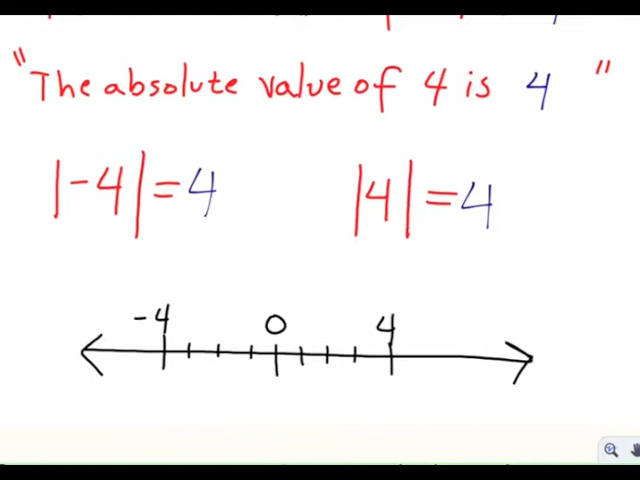 "The absolute value of 4 is 4"
|-4| = 4 |4| = 4
-4 0 4